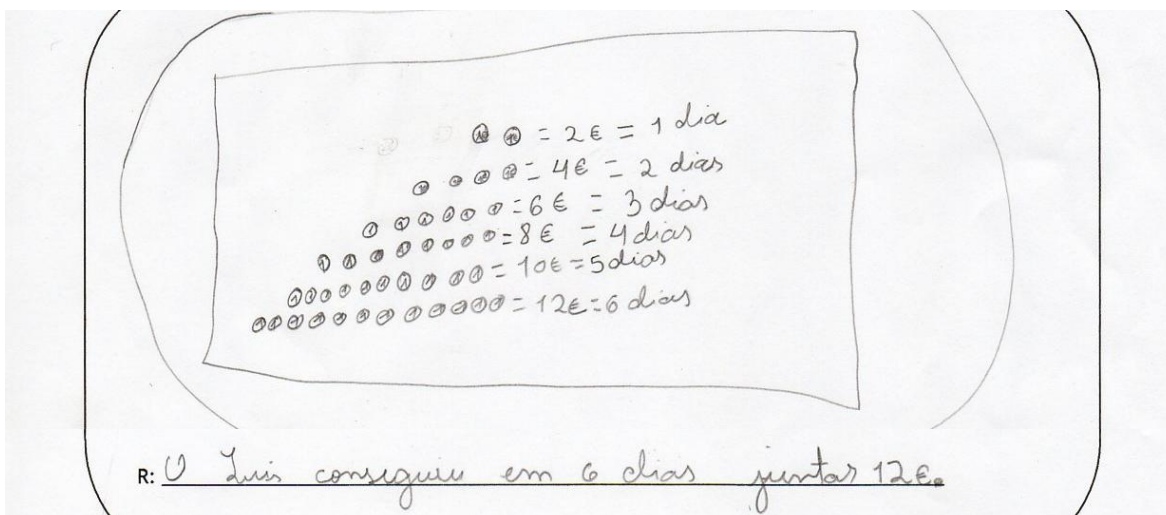 = 2€ = 1 dia
= 4€ = 2 dias
= 6€ = 3 dias
= 8€ = 4 dias
= 10€ = 5 dias
= 12€ = 6 dias
R: O Luis conseguiu em 6 dias juntar 12€.